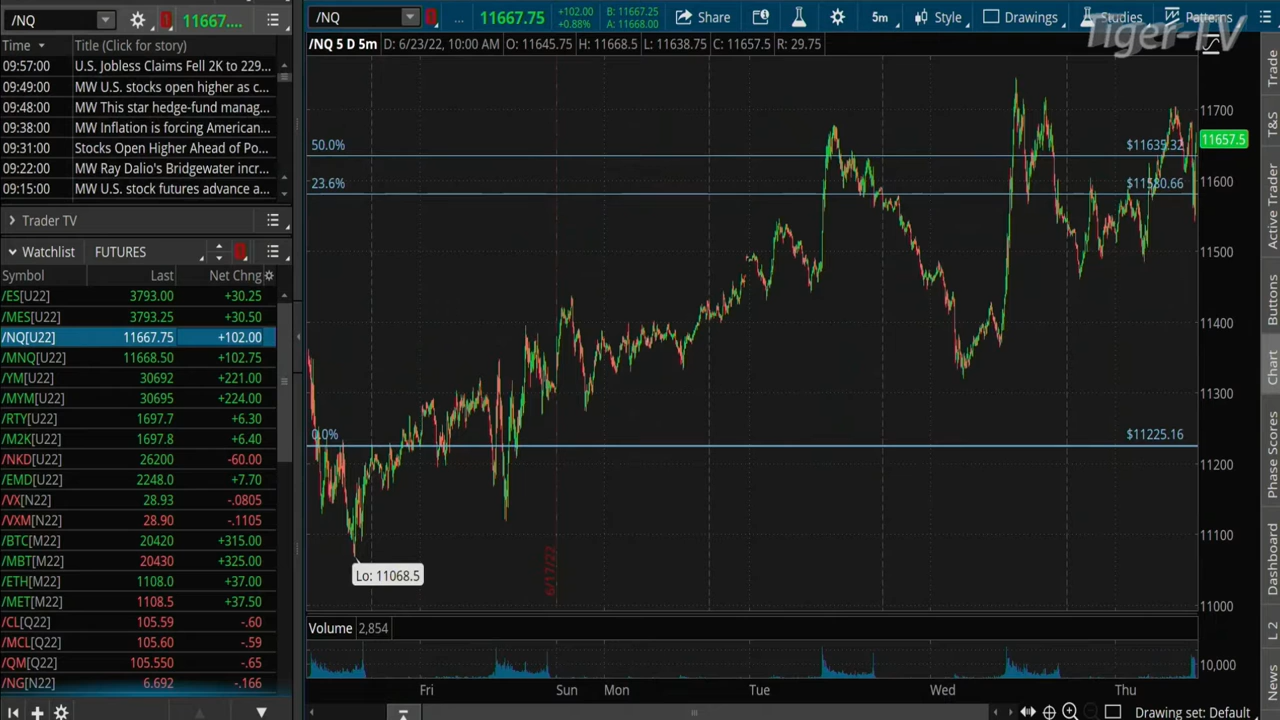 /NQ 11667....
/NQ ... 11667.75 +102.00 +0.88% B: 11667.25 A: 11668.00 Share 5m Style Drawings Studies Patterns
Tiger-TV
Time Title (Click for story)
09:57:00 U.S. Jobless Claims Fell 2K to 229...
09:49:00 MW U.S. stocks open higher as c...
09:48:00 MW This star hedge-fund manag...
09:38:00 MW Inflation is forcing American...
09:31:00 Stocks Open Higher Ahead of Po...
09:22:00 MW Ray Dalio's Bridgewater incr...
09:15:00 MW U.S. stock futures advance a...
Trader TV
Watchlist FUTURES
Symbol Last Net Chng
/ES[U22] 3793.00 +30.25
/MES[U22] 3793.25 +30.50
/NQ[U22] 11667.75 +102.00
/MNQ[U22] 11668.50 +102.75
/YM[U22] 30692 +221.00
/MYM[U22] 30695 +224.00
/RTY[U22] 1697.7 +6.30
/M2K[U22] 1697.8 +6.40
/NKD[U22] 26200 -60.00
/EMD[U22] 2248.0 +7.70
/VX[N22] 28.93 -.0805
/VXM[N22] 28.90 -.1105
/BTC[M22] 20420 +315.00
/MBT[M22] 20430 +325.00
/ETH[M22] 1108.0 +37.00
/MET[M22] 1108.5 +37.50
/CL[Q22] 105.59 -.60
/MCL[Q22] 105.60 -.59
/QM[Q22] 105.550 -.65
/NG[N22] 6.692 -.166
/NQ 5 D 5m D: 6/23/22, 10:00 AM O: 11645.75 H: 11668.5 L: 11638.75 C: 11657.5 R: 29.75
11700
11657.5
50.0% $11635.32
11600
23.6% $11580.66
11500
11400
11300
0.0% $11225.16
11200
11100
Lo: 11068.5
6/17/22
11000
Volume 2,854
10,000
Fri Sun Mon Tue Wed Thu
Drawing set: Default
Trade
T&S
Active Trader
Buttons
Chart
Phase Scores
Dashboard
L 2
News